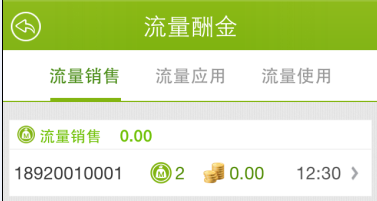 流量酬金
流量销售 流量应用 流量使用
流量销售 0.00
18920010001 2 0.00 12:30